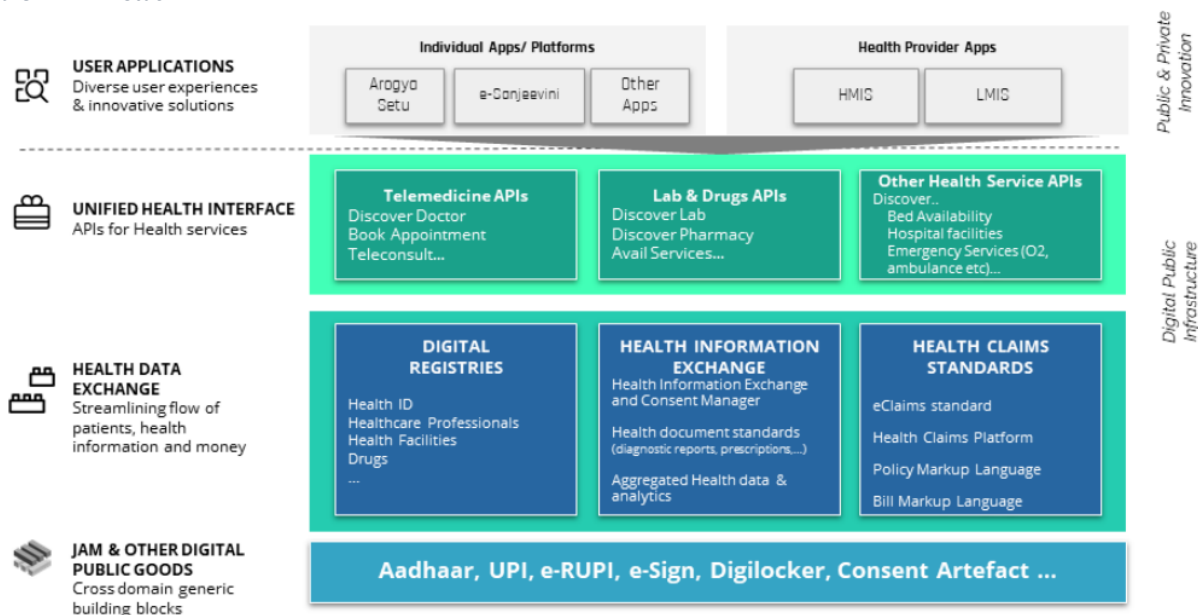 Individual Apps/ Platforms
Health Provider Apps
USER APPLICATIONS
Diverse user experiences
& innovative solutions
Arogya
Setu
e-Sanjeevini
Other
Apps
HMIS
LMIS
Public & Private
Innovation
UNIFIED HEALTH INTERFACE
APIs for Health services
Telemedicine APIs
Discover Doctor
Book Appointment
Teleconsult...
Lab & Drugs APIs
Discover Lab
Discover Pharmacy
Avail Services...
Other Health Service APIs
Discover..
Bed Availability
Hospital facilities
Emergency Services (O2,
ambulance etc)...
Digital Public
Infrastructure
HEALTH DATA
EXCHANGE
Streamlining flow of
patients, health
information and money
DIGITAL
REGISTRIES
Health ID
Healthcare Professionals
Health Facilities
Drugs
...
HEALTH INFORMATION
EXCHANGE
Health Information Exchange
and Consent Manager
Health document standards
(diagnostic reports, prescriptions,...)
Aggregated Health data &
analytics
HEALTH CLAIMS
STANDARDS
eClaims standard
Health Claims Platform
Policy Markup Language
Bill Markup Language
JAM & OTHER DIGITAL
PUBLIC GOODS
Cross domain generic
building blocks
Aadhaar, UPI, e-RUPI, e-Sign, Digilocker, Consent Artefact ...